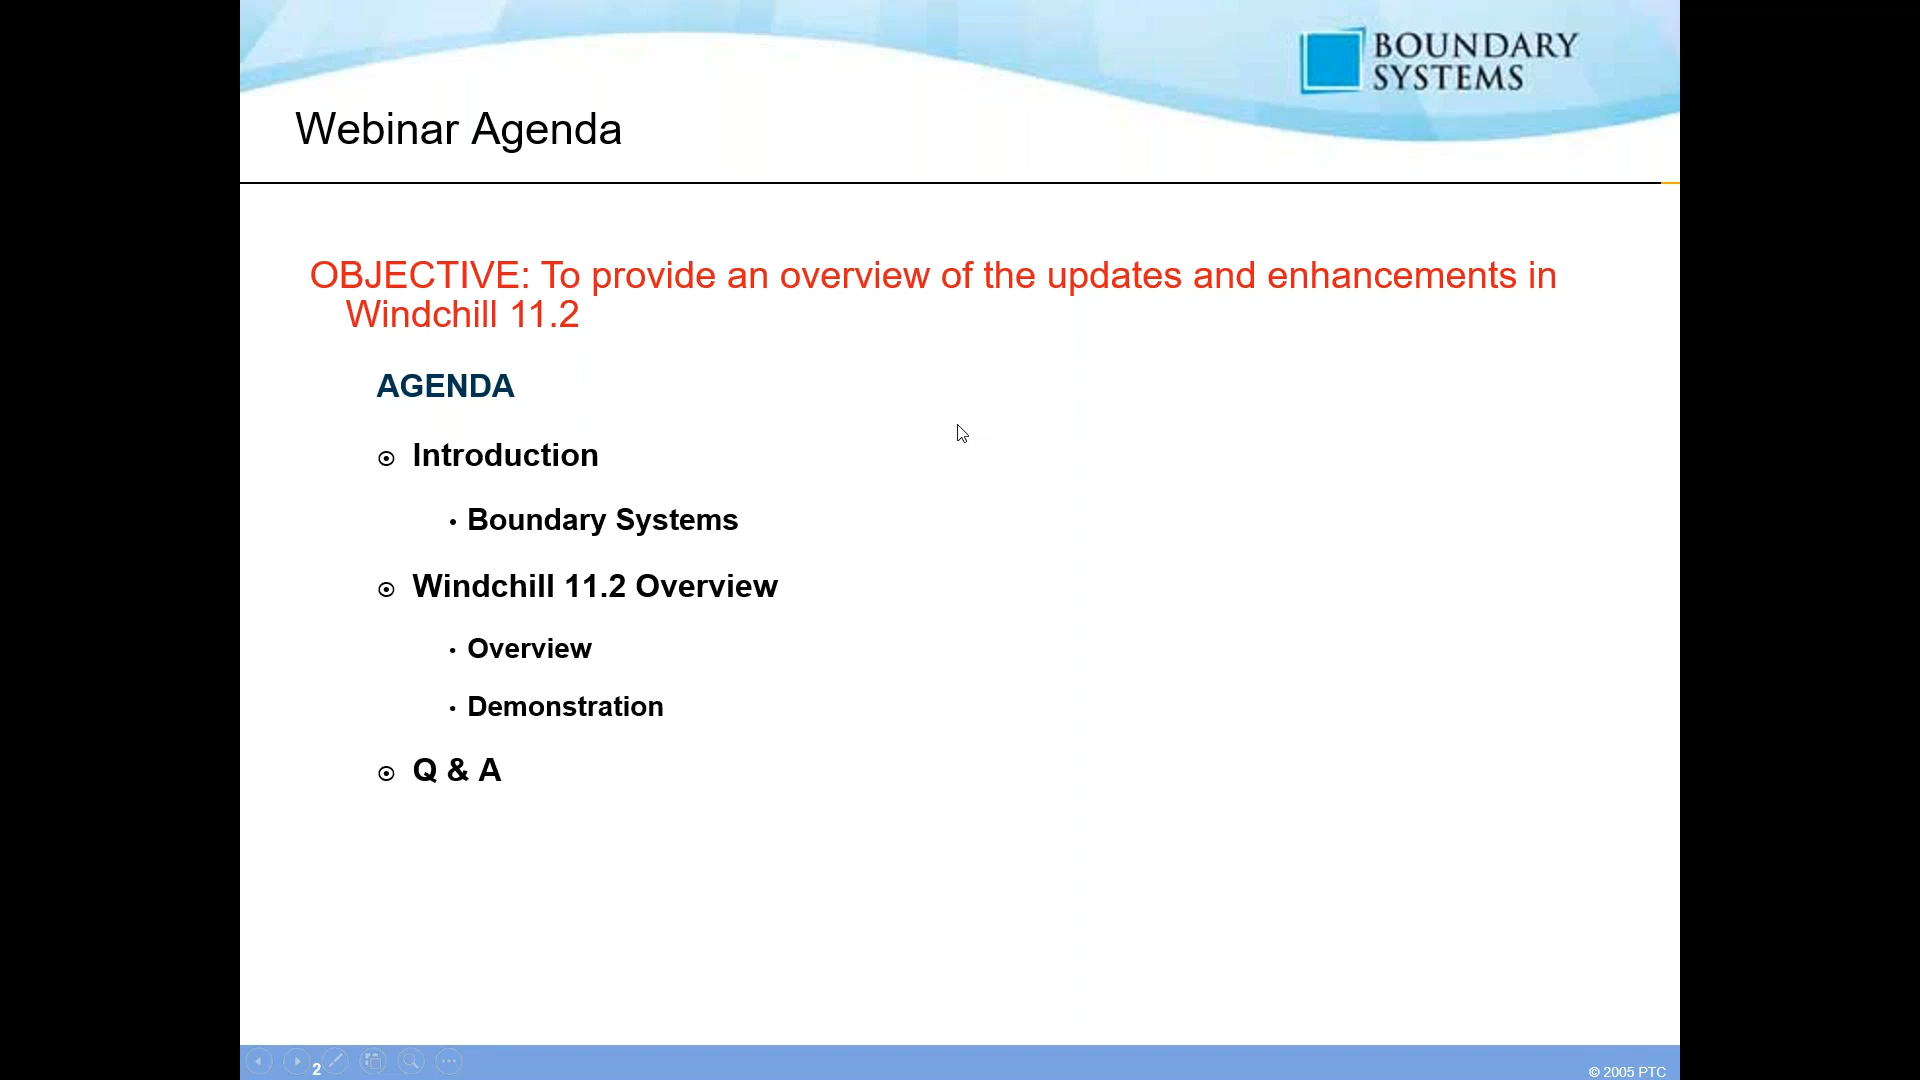 BOUNDARY
SYSTEMS
Webinar Agenda
OBJECTIVE: To provide an overview of the updates and enhancements in
Windchill 11.2
AGENDA
Introduction
• Boundary Systems
Windchill 11.2 Overview
• Overview
• Demonstration
Q & A
2
© 2005 PTC